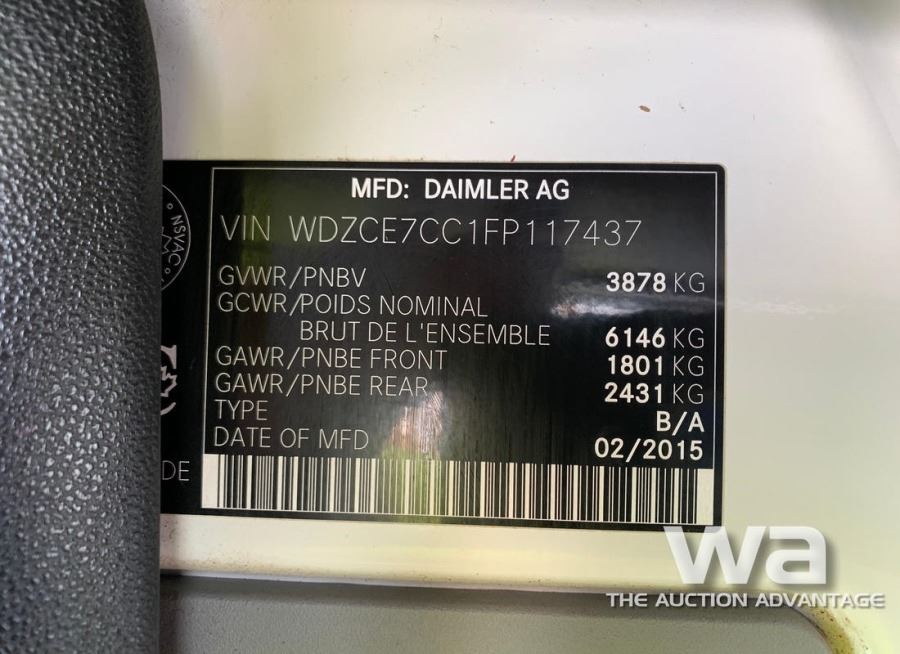 MFD: DAIMLER AG
VIN WDZCE7CC1FP117437
NSVAC
GVWR/PNBV 3878 KG
GCWR/POIDS NOMINAL
BRUT DE L'ENSEMBLE 6146 KG
GAWR/PNBE FRONT 1801 KG
GAWR/PNBE REAR 2431 KG
TYPE B/A
DATE OF MFD 02/2015
DE
wa
THE AUCTION ADVANTAGE